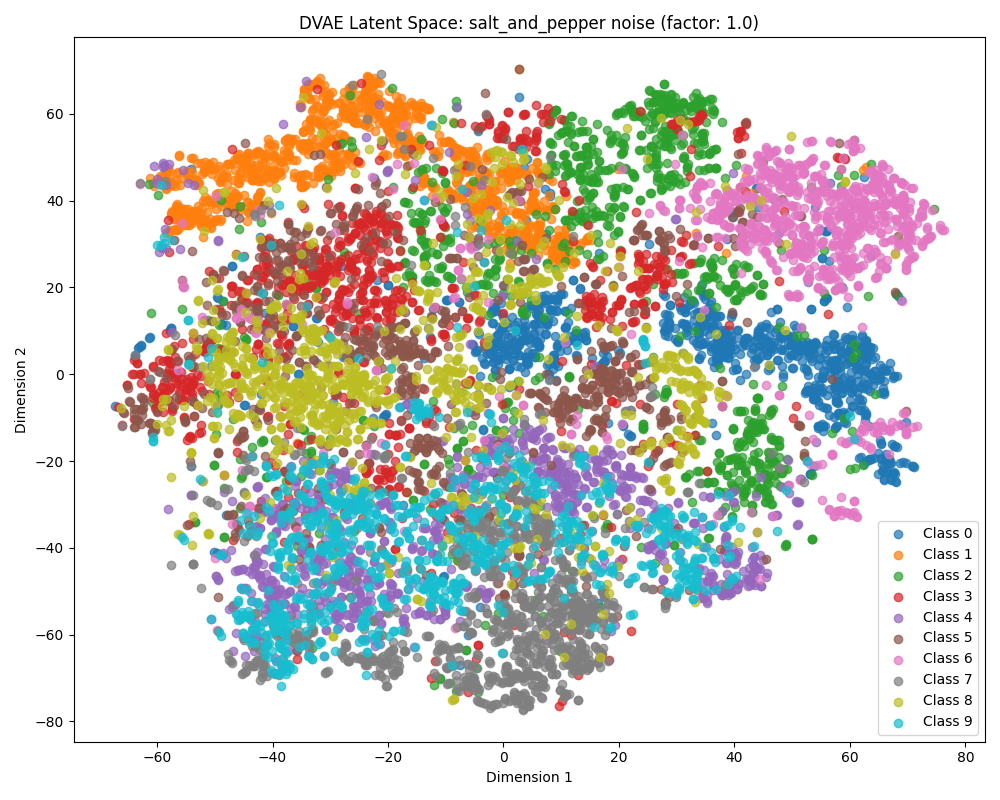 DVAE Latent Space: salt_and_pepper noise (factor: 1.0)
Dimension 2
60
40
20
0
−20
−40
−60
−80
−60
−40
−20
0
20
40
60
80
Dimension 1
Class 0
Class 1
Class 2
Class 3
Class 4
Class 5
Class 6
Class 7
Class 8
Class 9